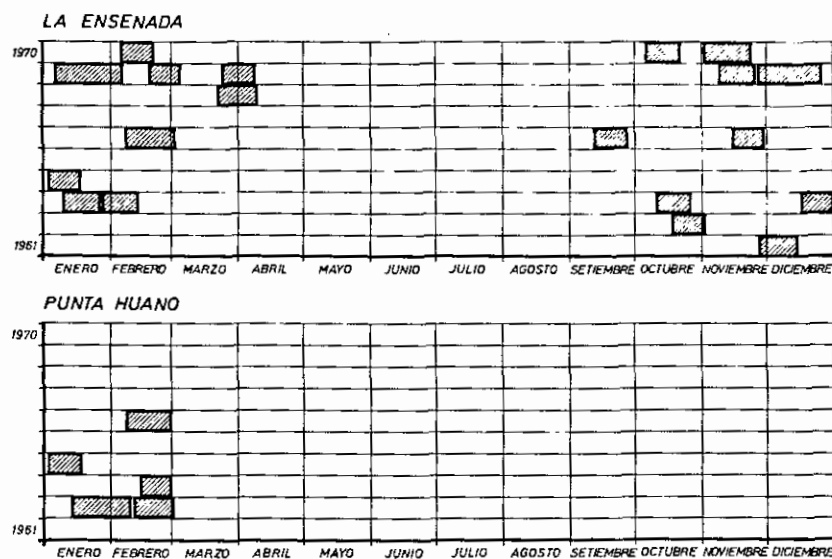 LA ENSENADA
1970
1961
ENERO FEBRERO MARZO ABRIL MAYO JUNIO JULIO AGOSTO SETIEMBRE OCTUBRE NOVIEMBRE DICIEMBRE
PUNTA HUANO
1970
1961
ENERO FEBRERO MARZO ABRIL MAYO JUNIO JULIO AGOSTO SETIEMBRE OCTUBRE NOVIEMBRE DICIEMBRE